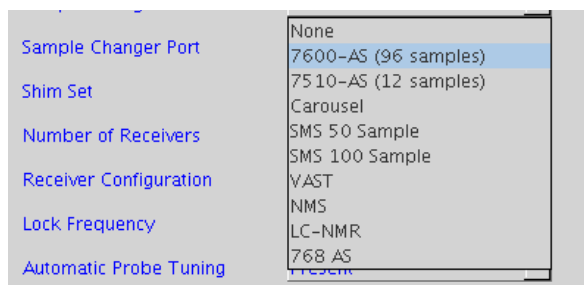 Sample Changer Port
Shim Set
Number of Receivers
Receiver Configuration
Lock Frequency
Automatic Probe Tuning
None
7600-AS (96 samples)
7510-AS (12 samples)
Carousel
SMS 50 Sample
SMS 100 Sample
VAST
NMS
LC-NMR
768 AS
Present